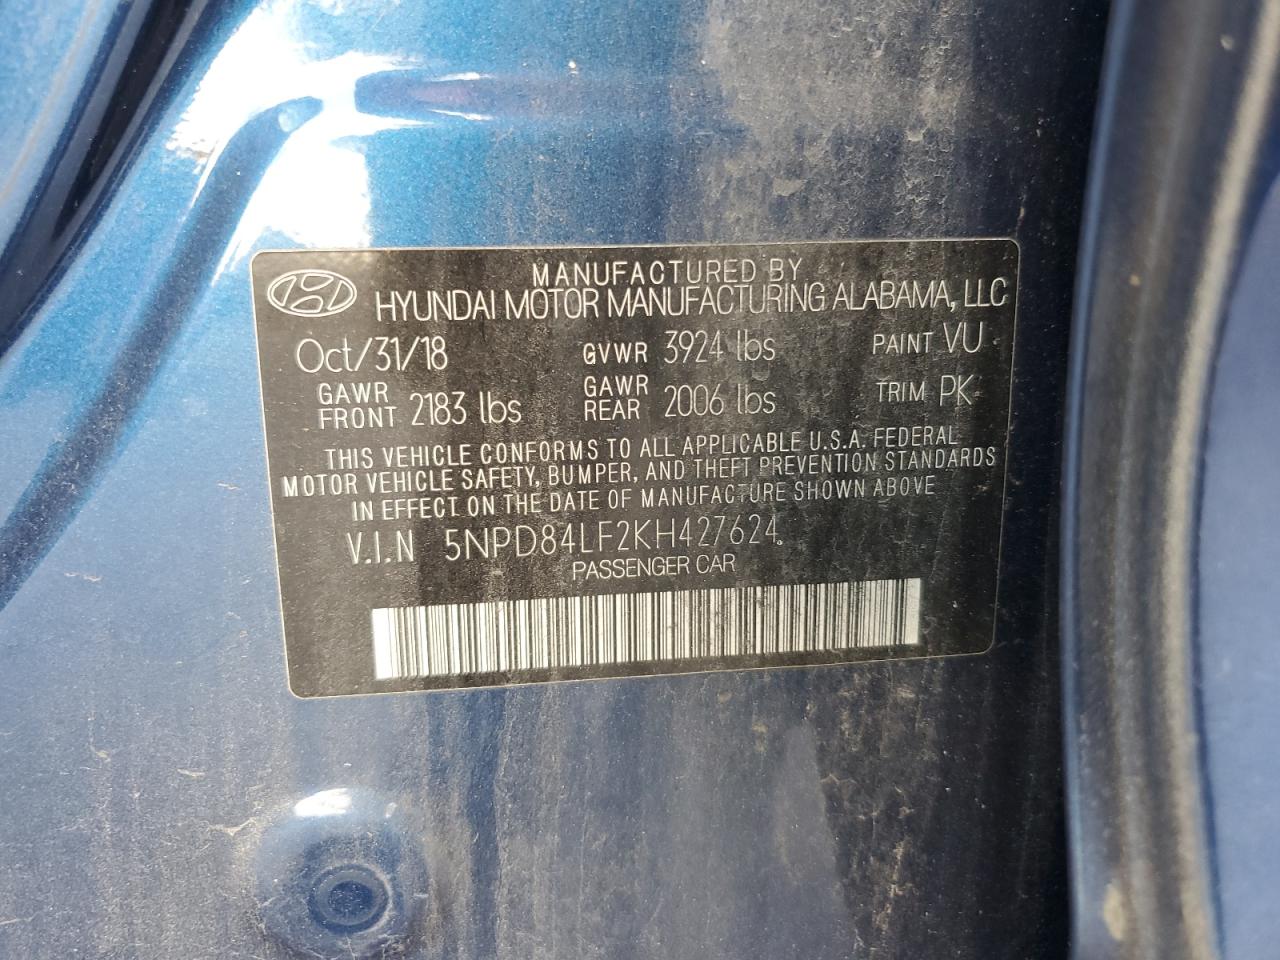 MANUFACTURED BY
HYUNDAI MOTOR MANUFACTURING ALABAMA, LLC
Oct/31/18 GVWR 3924 lbs PAINT VU
GAWR FRONT 2183 lbs GAWR REAR 2006 lbs TRIM PK
THIS VEHICLE CONFORMS TO ALL APPLICABLE U.S.A. FEDERAL
MOTOR VEHICLE SAFETY, BUMPER, AND THEFT PREVENTION STANDARDS
IN EFFECT ON THE DATE OF MANUFACTURE SHOWN ABOVE
V.I.N 5NPD84LF2KH427624
PASSENGER CAR